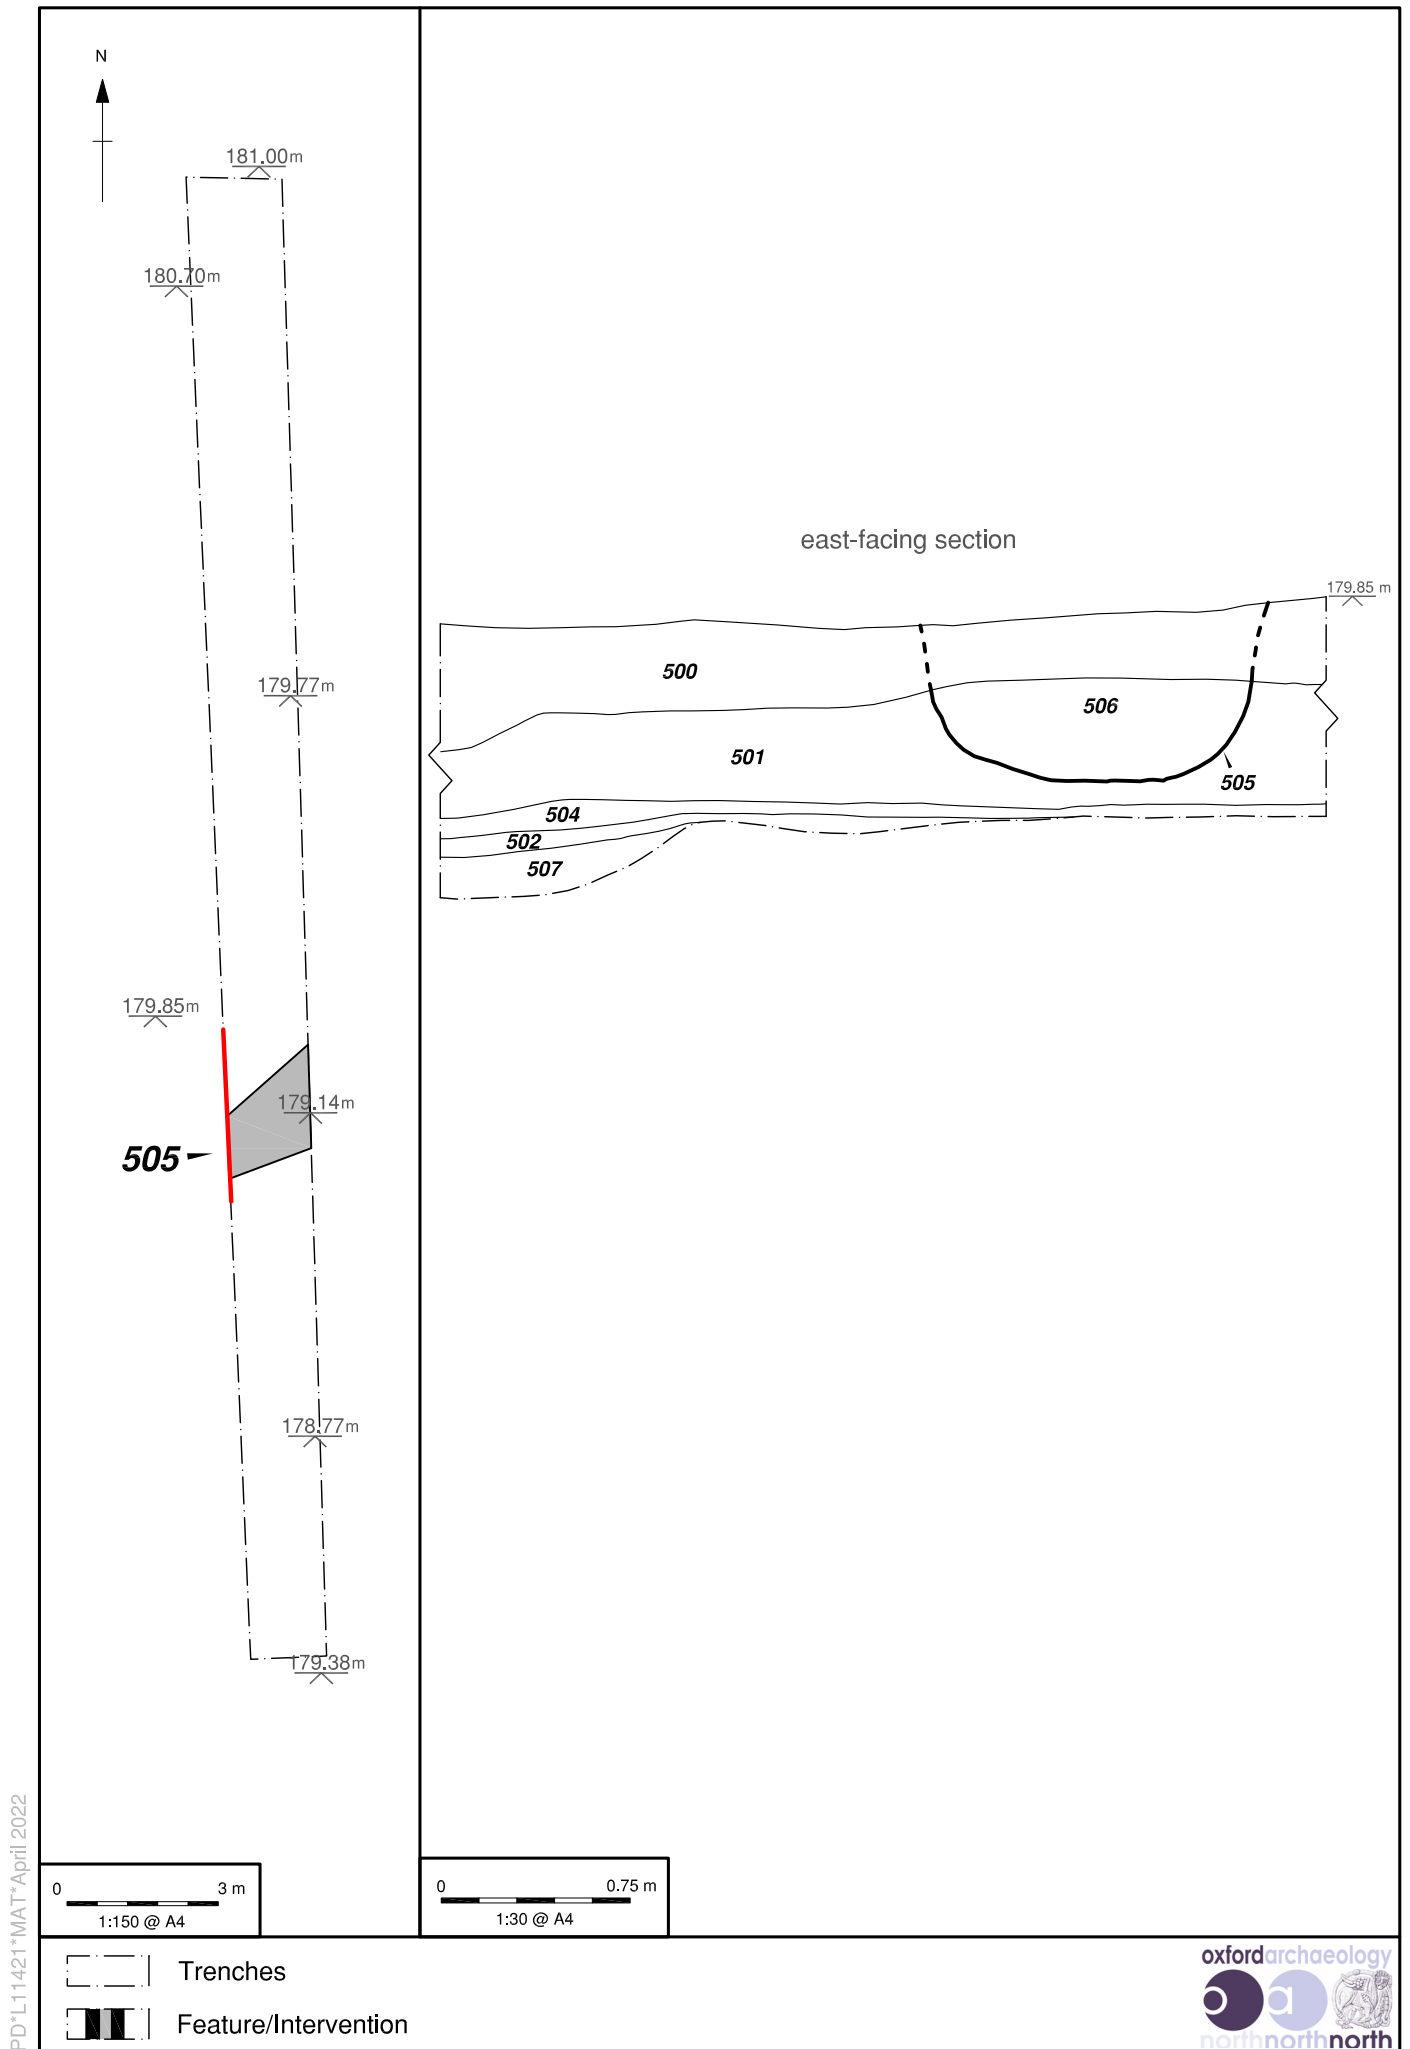 N
181.00m
180.70m
179.77m
179.85m
179.14m
505
178.77m
179.38m
east-facing section
179.85 m
500
506
501
505
504
502
507
0 3 m
1:150 @ A4
0 0.75 m
1:30 @ A4
Trenches
Feature/Intervention
PD*L11421*MAT*April 2022
oxfordarchaeology
oa
northnorthnorth